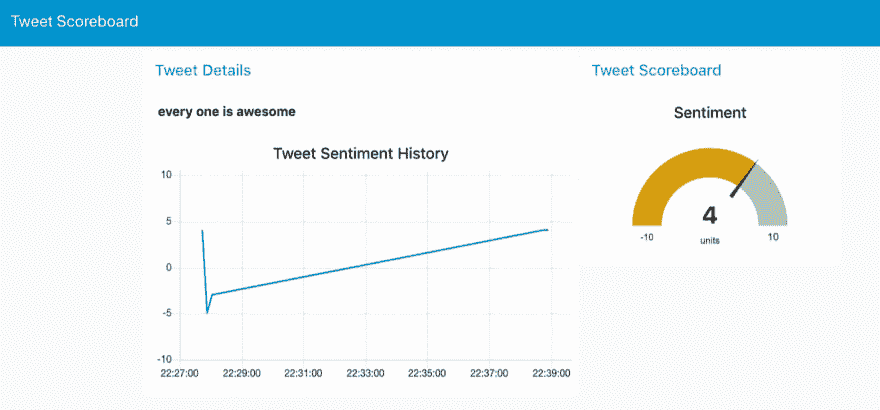 Tweet Scoreboard
Tweet Details
every one is awesome
Tweet Sentiment History
10
5
0
-5
-10
22:27:00 22:29:00 22:31:00 22:33:00 22:35:00 22:37:00 22:39:00
Tweet Scoreboard
Sentiment
4
-10 units 10